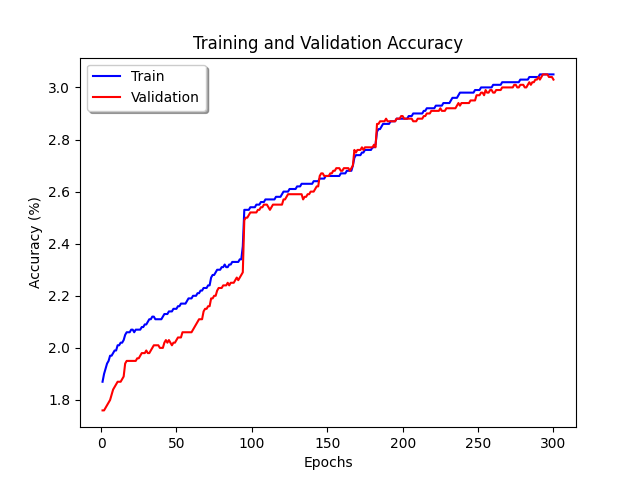 Training and Validation Accuracy
Train
Validation
Accuracy (%)
3.0
2.8
2.6
2.4
2.2
2.0
1.8
0 50 100 150 200 250 300
Epochs